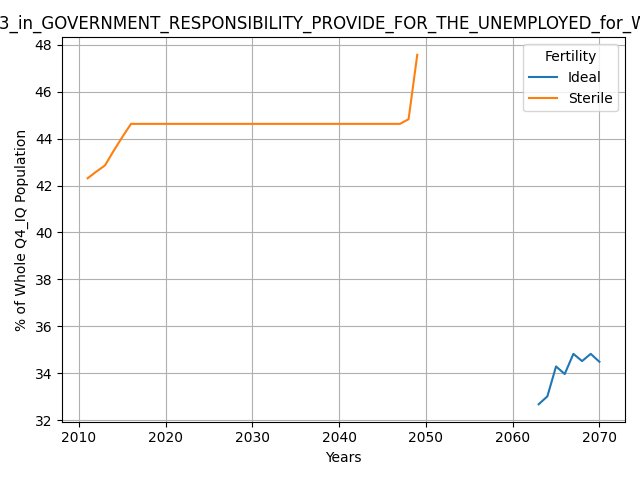 3_in_GOVERNMENT_RESPONSIBILITY_PROVIDE_FOR_THE_UNEMPLOYED_for_W
Fertility
Ideal
Sterile
% of Whole Q4_IQ Population
48
46
44
42
40
38
36
34
32
2010 2020 2030 2040 2050 2060 2070
Years